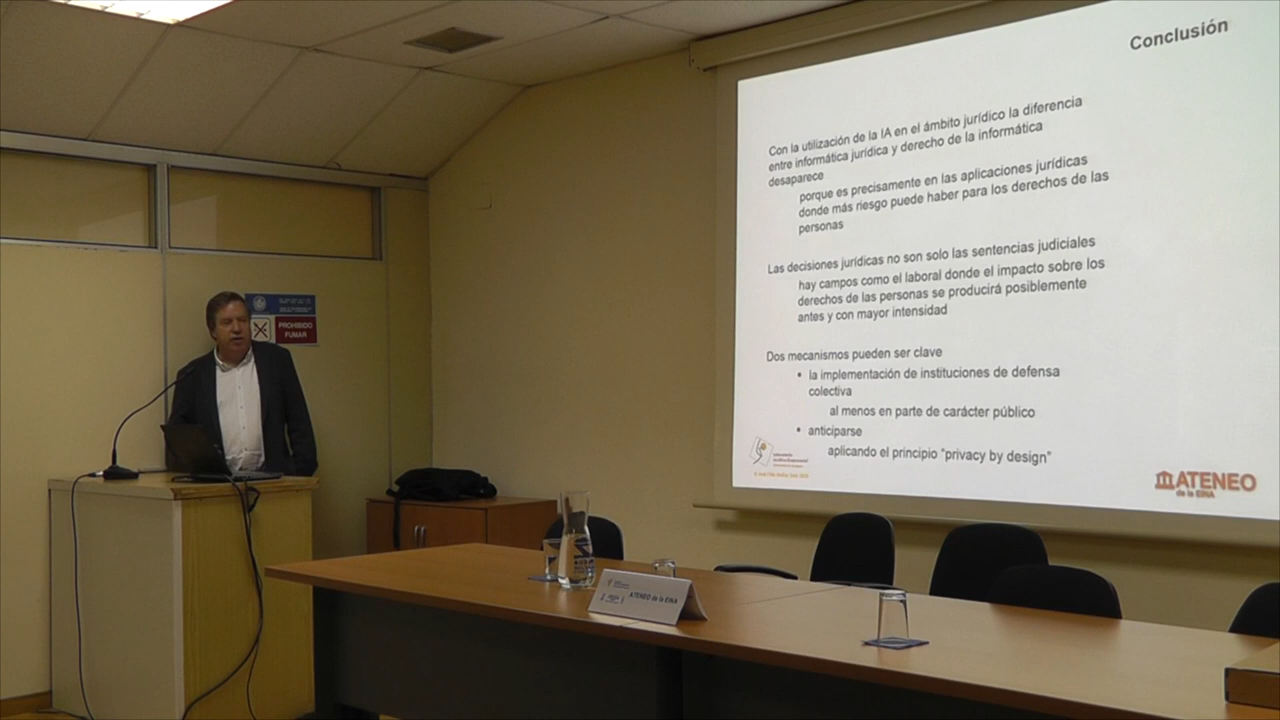 Conclusión
Con la utilización de la IA en el ámbito jurídico la diferencia
entre informática jurídica y derecho de la informática
desaparece
porque es precisamente en las aplicaciones jurídicas
donde más riesgo puede haber para los derechos de las
personas
Las decisiones jurídicas no son solo las sentencias judiciales
hay campos como el laboral donde el impacto sobre los
derechos de las personas se producirá posiblemente
antes y con mayor intensidad
Dos mecanismos pueden ser clave
• la implementación de instituciones de defensa
colectiva
al menos en parte de carácter público
• anticiparse
aplicando el principio "privacy by design"
ATENEO
de la EINA
PROHIBIDO
FUMAR
ATENEO de la EINA